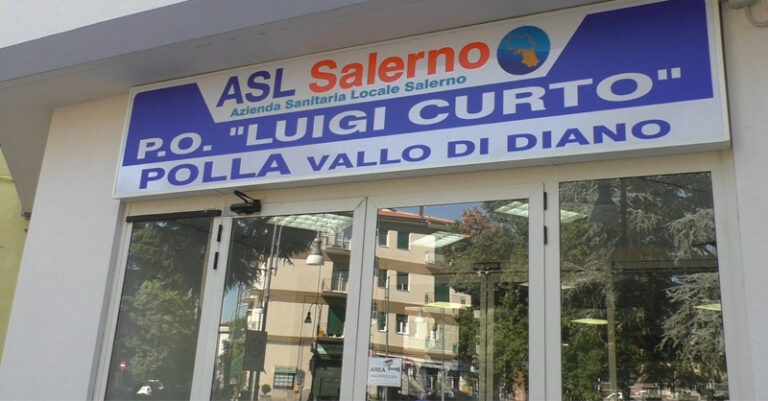 ASL Salerno
Azienda Sanitaria Locale Salerno
P.O. "LUIGI CURTO"
POLLA VALLO DI DIANO
AREA